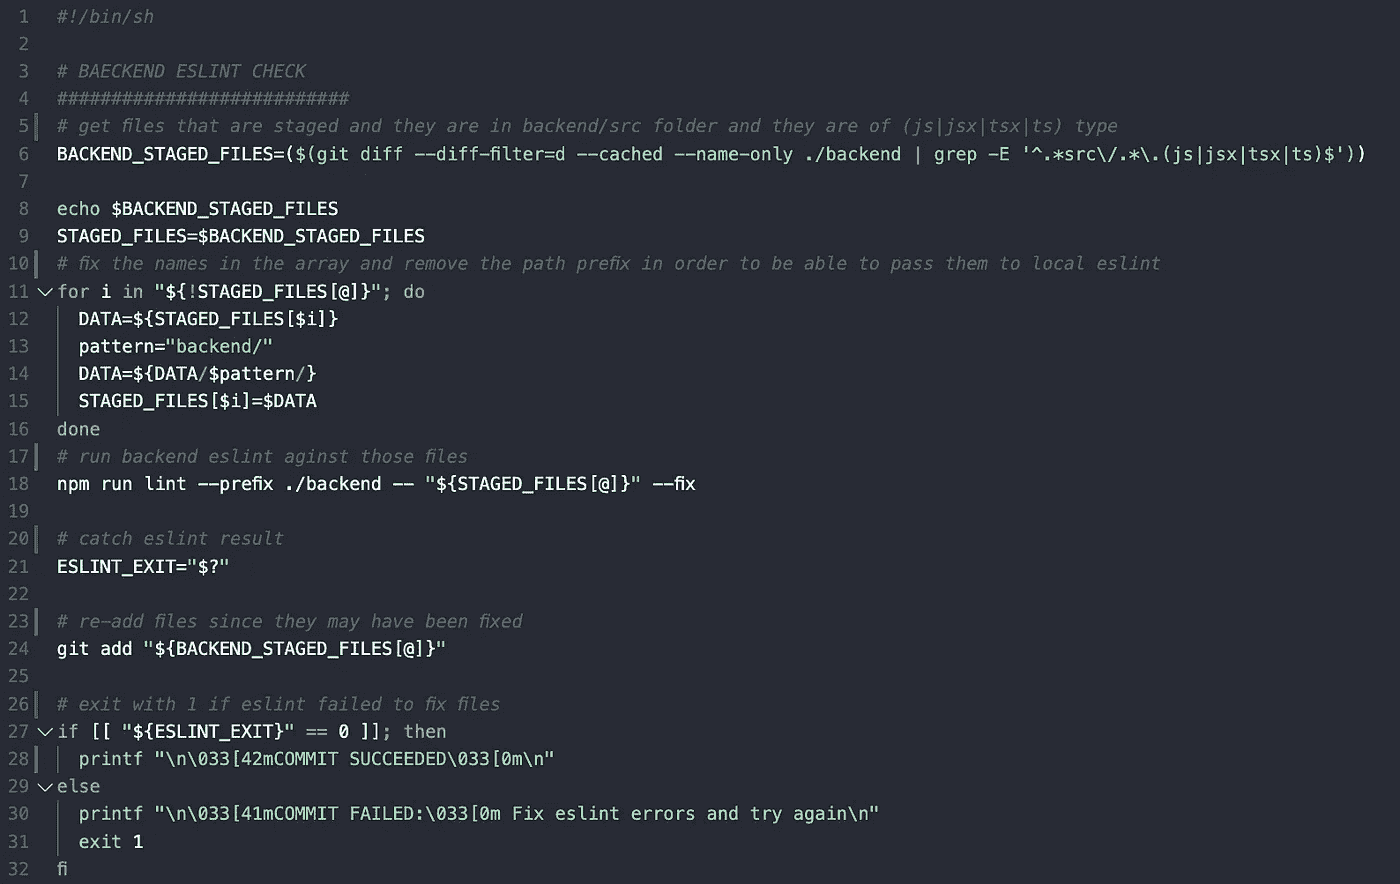 1 #!/bin/sh
2
3 # BAECKEND ESLINT CHECK
4 ###########################
5 # get files that are staged and they are in backend/src folder and they are of (js|jsx|tsx|ts) type
6 BACKEND_STAGED_FILES=($(git diff --diff-filter=d --cached --name-only ./backend | grep -E '^.*src\/.*\.(js|jsx|tsx|ts)$'))
7
8 echo $BACKEND_STAGED_FILES
9 STAGED_FILES=$BACKEND_STAGED_FILES
10 # fix the names in the array and remove the path prefix in order to be able to pass them to local eslint
11 for i in "${!STAGED_FILES[@]}"; do
12   DATA=${STAGED_FILES[$i]}
13   pattern="backend/"
14   DATA=${DATA/$pattern/}
15   STAGED_FILES[$i]=$DATA
16 done
17 # run backend eslint aginst those files
18 npm run lint --prefix ./backend -- "${STAGED_FILES[@]}" --fix
19
20 # catch eslint result
21 ESLINT_EXIT="$?"
22
23 # re-add files since they may have been fixed
24 git add "${BACKEND_STAGED_FILES[@]}"
25
26 # exit with 1 if eslint failed to fix files
27 if [[ "${ESLINT_EXIT}" == 0 ]]; then
28   printf "\n\033[42mCOMMIT SUCCEEDED\033[0m\n"
29 else
30   printf "\n\033[41mCOMMIT FAILED:\033[0m Fix eslint errors and try again\n"
31   exit 1
32 fi